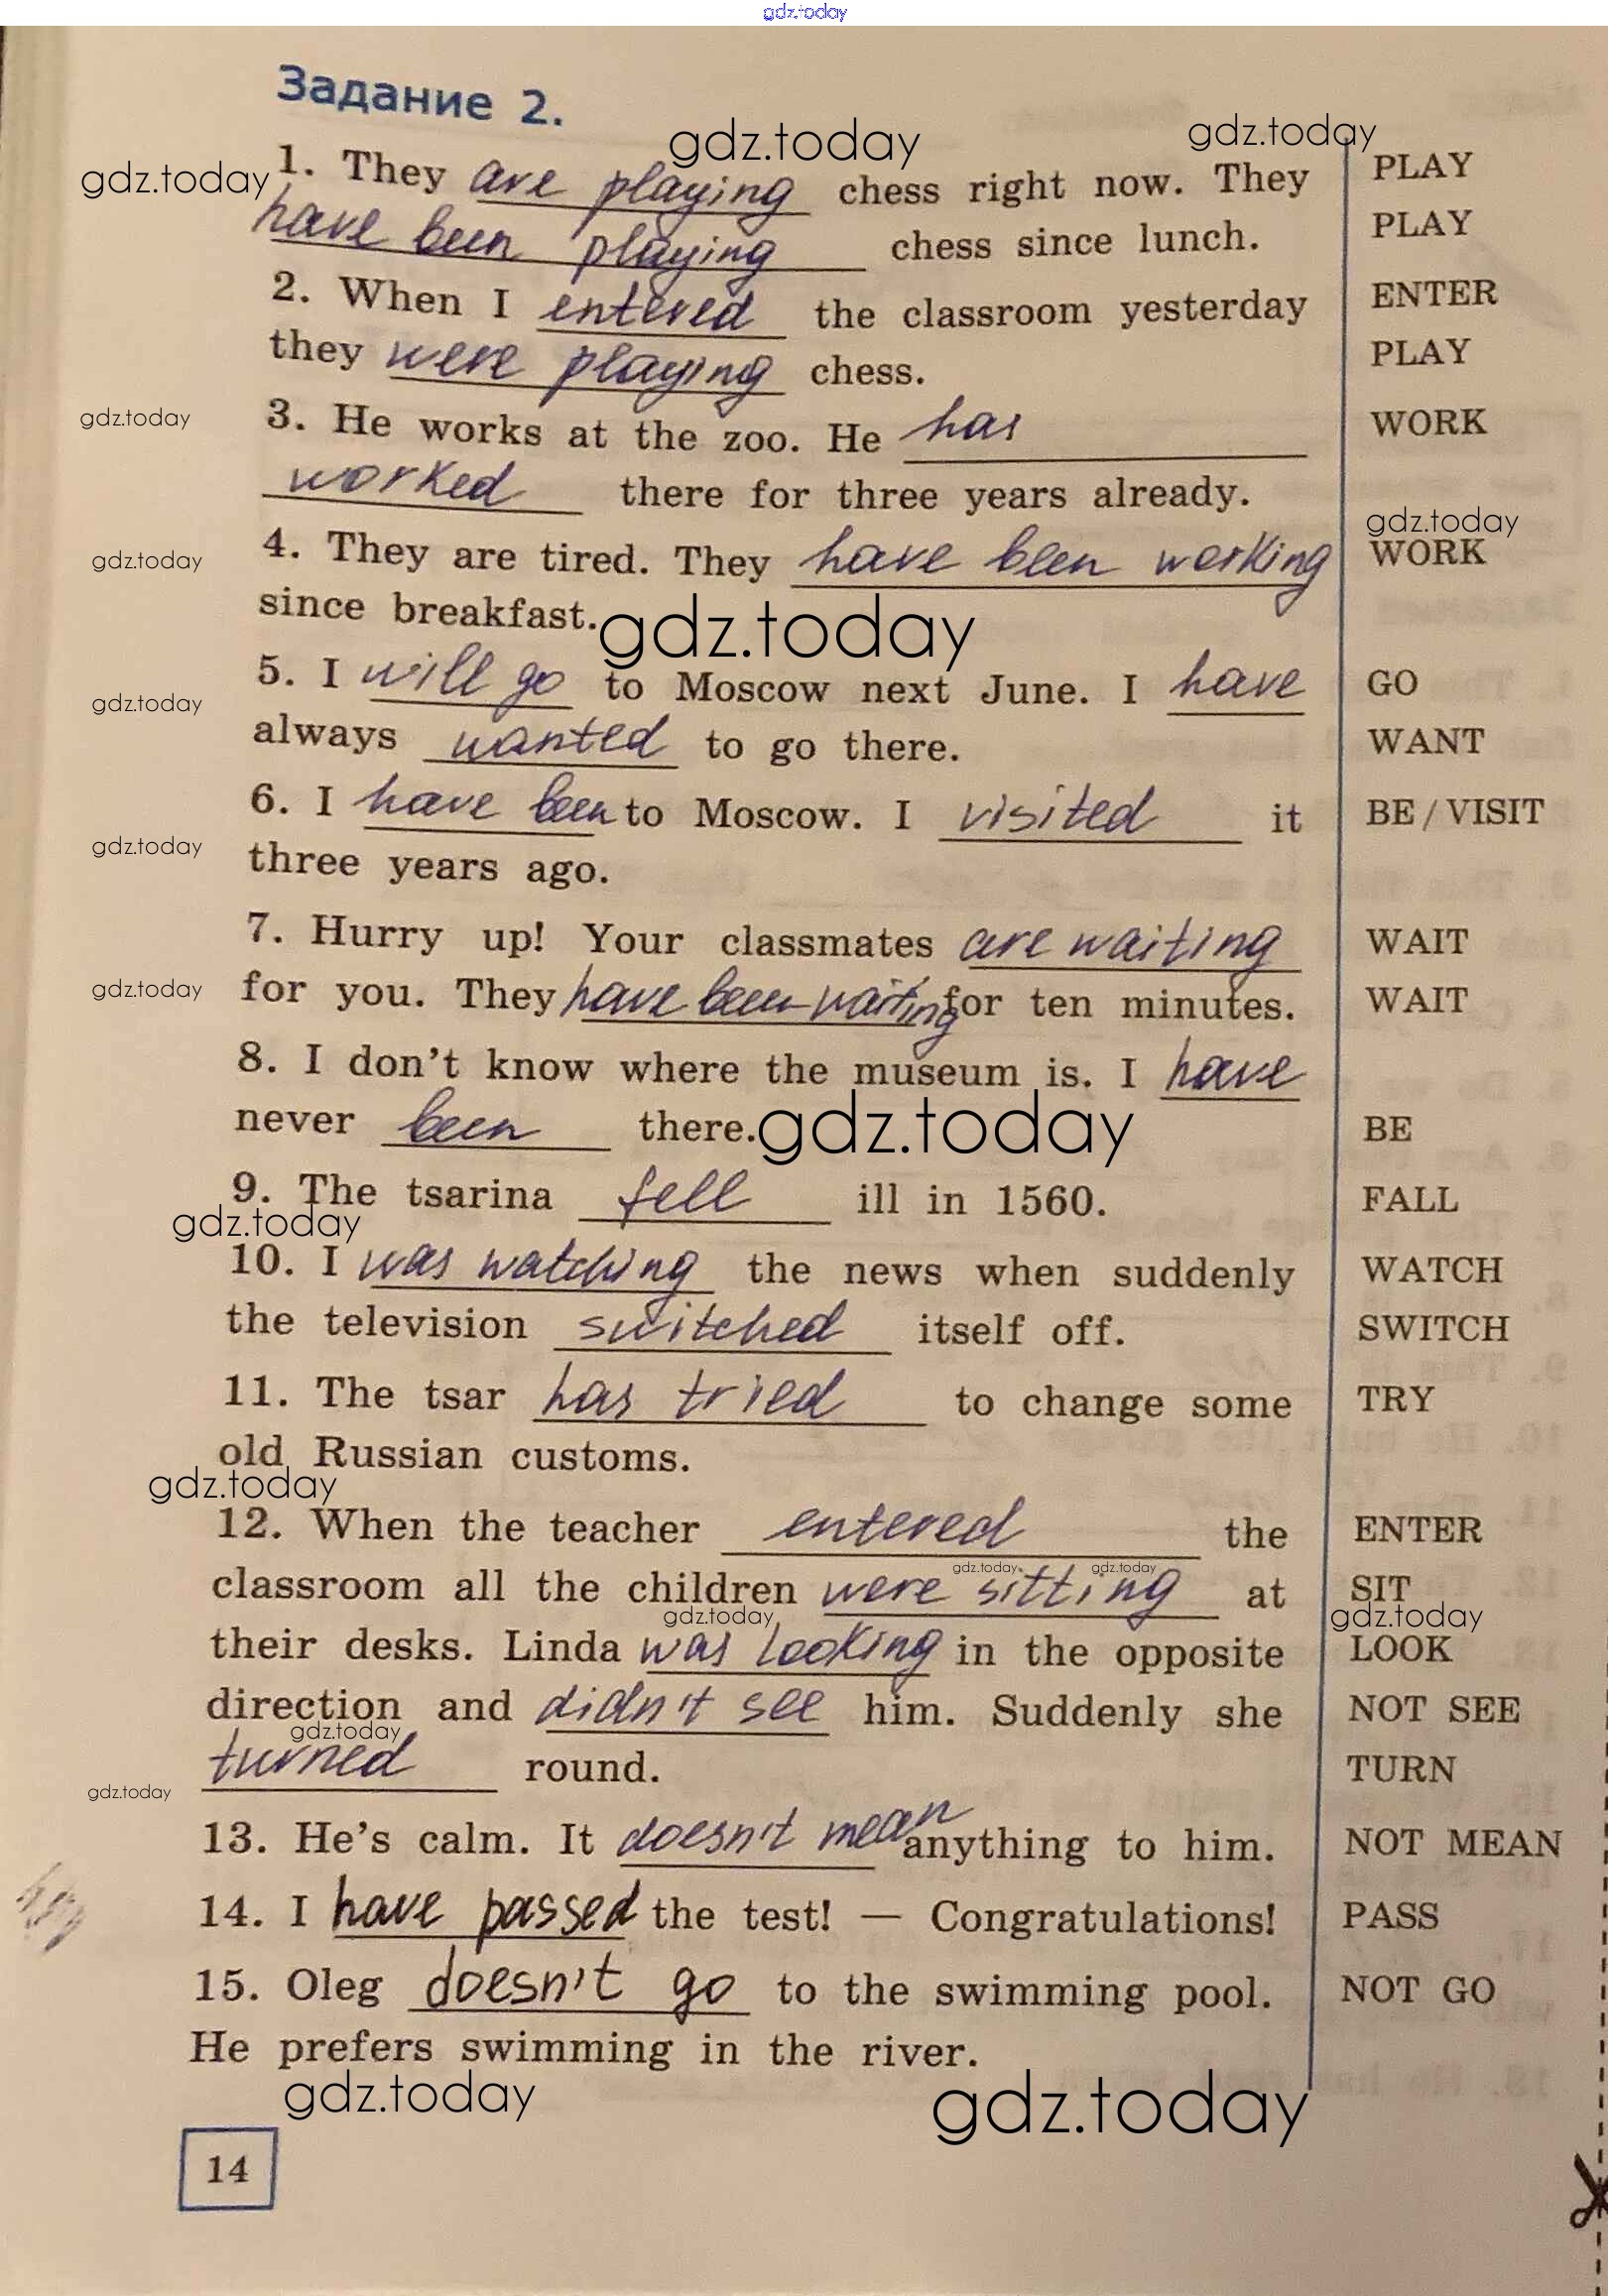 gdz.today
Задание 2.
gdz.today gdz.today gdz.today
1. They are playing chess right now. They PLAY
have been playing chess since lunch. PLAY
2. When I entered the classroom yesterday ENTER
they were playing chess. PLAY
gdz.today
3. He works at the zoo. He has WORK
worked there for three years already.
gdz.today
gdz.today
4. They are tired. They have been working WORK
since breakfast.
gdz.today
5. I will go to Moscow next June. I have GO
gdz.today
always wanted to go there. WANT
6. I have been to Moscow. I visited it BE / VISIT
gdz.today
three years ago.
7. Hurry up! Your classmates are waiting WAIT
gdz.today
for you. They have been waiting for ten minutes. WAIT
8. I don't know where the museum is. I have
never been there. BE
gdz.today
9. The tsarina fell ill in 1560. FALL
gdz.today
10. I was watching the news when suddenly WATCH
the television switched itself off. SWITCH
11. The tsar has tried to change some TRY
old Russian customs.
gdz.today
12. When the teacher entered the ENTER
gdz.today gdz.today
classroom all the children were sitting at SIT
gdz.today gdz.today
their desks. Linda was looking in the opposite LOOK
direction and didn't see him. Suddenly she NOT SEE
gdz.today
turned round. TURN
gdz.today
13. He's calm. It doesn't mean anything to him. NOT MEAN
14. I have passed the test! — Congratulations! PASS
15. Oleg doesn't go to the swimming pool. NOT GO
He prefers swimming in the river.
gdz.today gdz.today
14